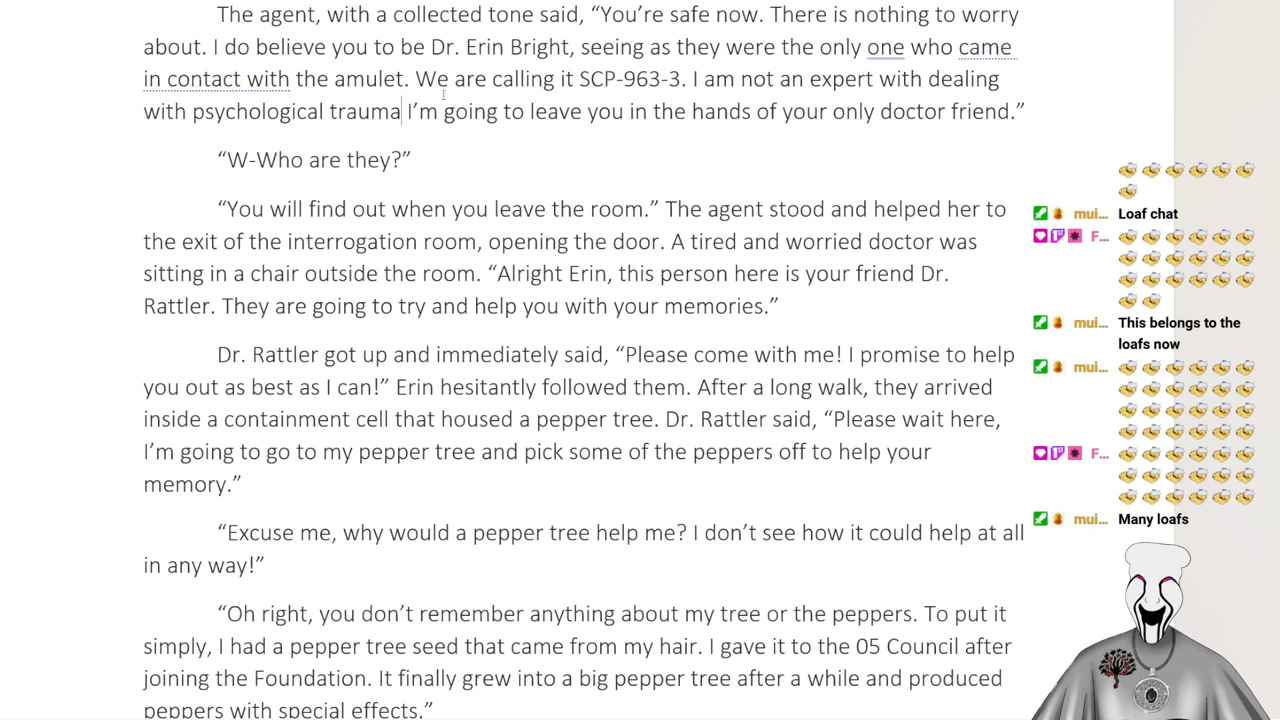 The agent, with a collected tone said, “You’re safe now. There is nothing to worry
about. I do believe you to be Dr. Erin Bright, seeing as they were the only one who came
in contact with the amulet. We are calling it SCP-963-3. I am not an expert with dealing
with psychological trauma I’m going to leave you in the hands of your only doctor friend.”
“W-Who are they?”
“You will find out when you leave the room.” The agent stood and helped her to
the exit of the interrogation room, opening the door. A tired and worried doctor was
sitting in a chair outside the room. “Alright Erin, this person here is your friend Dr.
Rattler. They are going to try and help you with your memories.”
Dr. Rattler got up and immediately said, “Please come with me! I promise to help
you out as best as I can!” Erin hesitantly followed them. After a long walk, they arrived
inside a containment cell that housed a pepper tree. Dr. Rattler said, “Please wait here,
I’m going to go to my pepper tree and pick some of the peppers off to help your
memory.”
“Excuse me, why would a pepper tree help me? I don’t see how it could help at all
in any way!”
“Oh right, you don’t remember anything about my tree or the peppers. To put it
simply, I had a pepper tree seed that came from my hair. I gave it to the 05 Council after
joining the Foundation. It finally grew into a big pepper tree after a while and produced
peppers with special effects.”
mui... Loaf chat
F...
mui... This belongs to the
loafs now
mui...
F...
mui... Many loafs